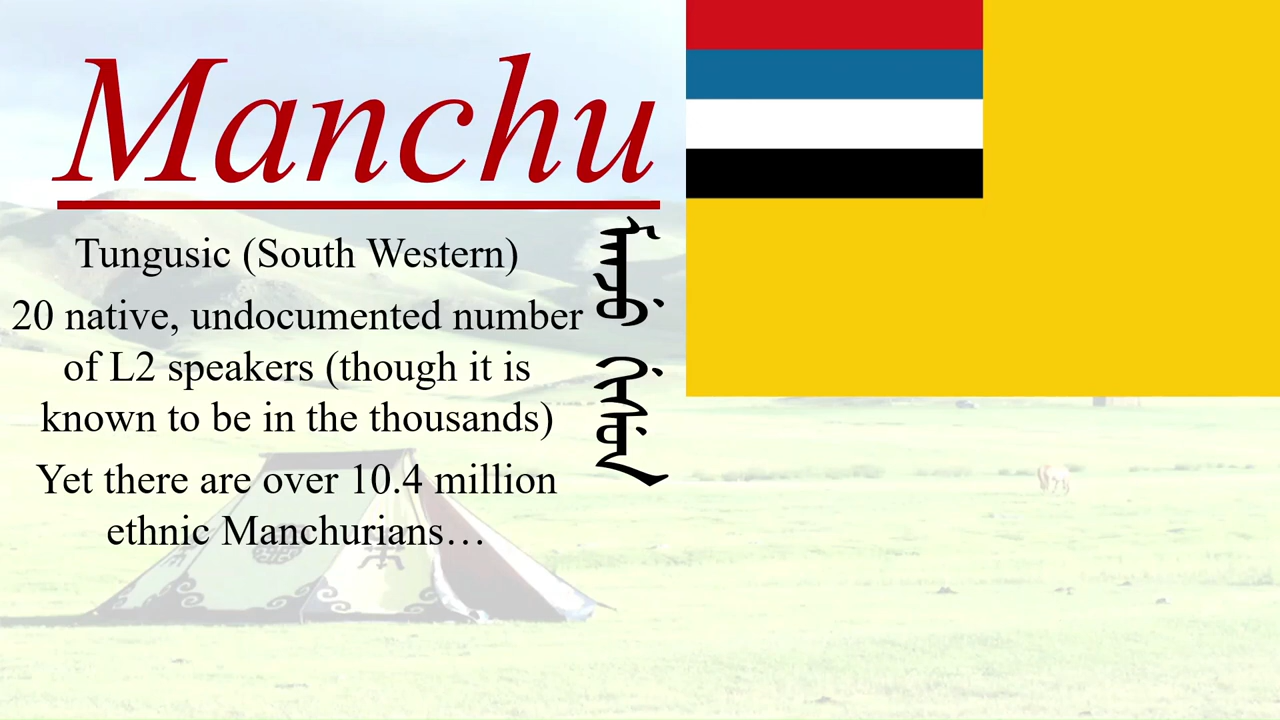 Manchu
Tungusic (South Western)
20 native, undocumented number
of L2 speakers (though it is
known to be in the thousands)
Yet there are over 10.4 million
ethnic Manchurians…
ᠮᠠᠨᠵᡠ ᡤᡳᠰᡠᠨ